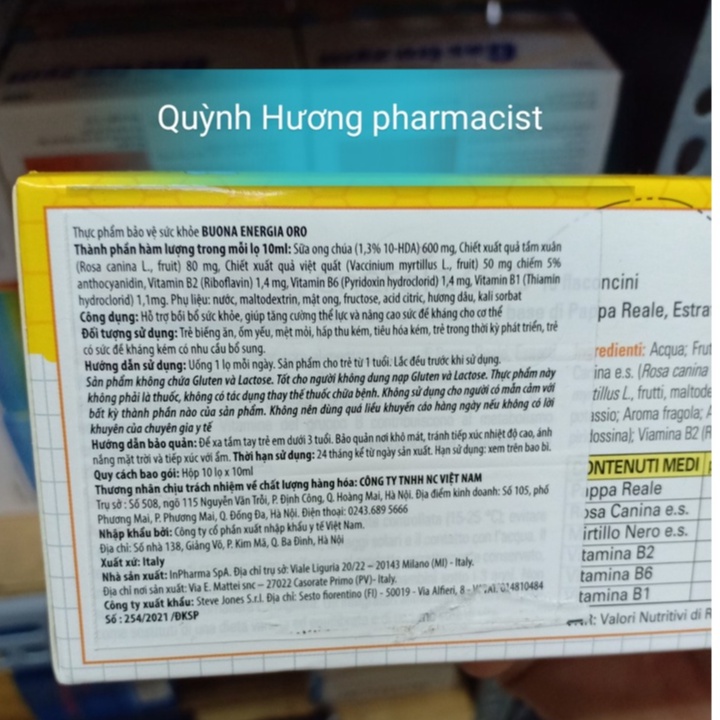 Quỳnh Hương pharmacist
Thực phẩm bảo vệ sức khỏe BUONA ENERGIA ORO
Thành phần hàm lượng trong mỗi lọ 10ml: Sữa ong chúa (1,3% 10-HDA) 600 mg, Chiết xuất quả tầm xuân
(Rosa canina L., fruit) 80 mg, Chiết xuất quả việt quất (Vaccinium myrtillus L., fruit) 50 mg chiếm 5%
anthocyanidin, Vitamin B2 (Riboflavin) 1,4 mg, Vitamin B6 (Pyridoxin hydroclorid) 1,4 mg, Vitamin B1 (Thiamin
hydroclorid) 1,1mg. Phụ liệu: nước, maltodextrin, mật ong, fructose, acid citric, hương dâu, kali sorbat
Công dụng: Hỗ trợ bồi bổ sức khỏe, giúp tăng cường thể lực và nâng cao sức đề kháng cho cơ thể
Đối tượng sử dụng: Trẻ biếng ăn, ốm yếu, mệt mỏi, hấp thu kém, tiêu hóa kém, trẻ trong thời kỳ phát triển, trẻ
có sức đề kháng kém có nhu cầu bổ sung.
Hướng dẫn sử dụng: Uống 1 lọ mỗi ngày. Sản phẩm cho trẻ từ 1 tuổi. Lắc đều trước khi sử dụng.
Sản phẩm không chứa Gluten và Lactose. Tốt cho người không dung nạp Gluten và Lactose. Thực phẩm này
không phải là thuốc, không có tác dụng thay thế thuốc chữa bệnh. Không sử dụng cho người có mẫn cảm với
bất kỳ thành phần nào của sản phẩm. Không nên dùng quá liều khuyến cáo hàng ngày nếu không có lời
khuyên của chuyên gia y tế
Hướng dẫn bảo quản: Để xa tầm tay trẻ em dưới 3 tuổi. Bảo quản nơi khô mát, tránh tiếp xúc nhiệt độ cao, ánh
nắng mặt trời và tiếp xúc với ẩm. Thời hạn sử dụng: 24 tháng kể từ ngày sản xuất. Hạn sử dụng: xem trên bao bì.
Quy cách bao gói: Hộp 10 lọ x 10ml
Thương nhân chịu trách nhiệm về chất lượng hàng hóa: CÔNG TY TNHH NC VIỆT NAM
Trụ sở : Số 508, ngõ 115 Nguyễn Văn Trỗi, P. Định Công, Q. Hoàng Mai, Hà Nội. Địa điểm kinh doanh: Số 105, phố
Phương Mai, P. Phương Mai, Q. Đống Đa, Hà Nội. Điện thoại: 0243.689 5666
Nhập khẩu bởi: Công ty cổ phần xuất nhập khẩu y tế Việt Nam.
Địa chỉ: Số nhà 138, Giảng Võ, P. Kim Mã, Q. Ba Đình, Hà Nội
Xuất xứ: Italy
Nhà sản xuất: InPharma SpA. Địa chỉ trụ sở: Viale Liguria 20/22 – 20143 Milano (MI) - Italy.
Địa chỉ nơi sản xuất: Via E. Mattei snc – 27022 Casorate Primo (PV)- Italy.
Công ty xuất khẩu: Steve Jones S.r.l. Địa chỉ: Sesto fiorentino (FI) - 50019 - Via Alfieri, 8 -
Số : 254/2021 /ĐKSP
ncini
pa Reale, Estra
redienti: Acqua; Frut
ina e.s. (Rosa canina
tillus L., frutti, maltode
assio; Aroma fragola; A
lossina); Viamina B2 (R
ONTENUTI MEDI
appa Reale
osa Canina e.s.
irtillo Nero e.s.
itamina B2
itamina B6
tamina B1
Valori Nutritivi di R